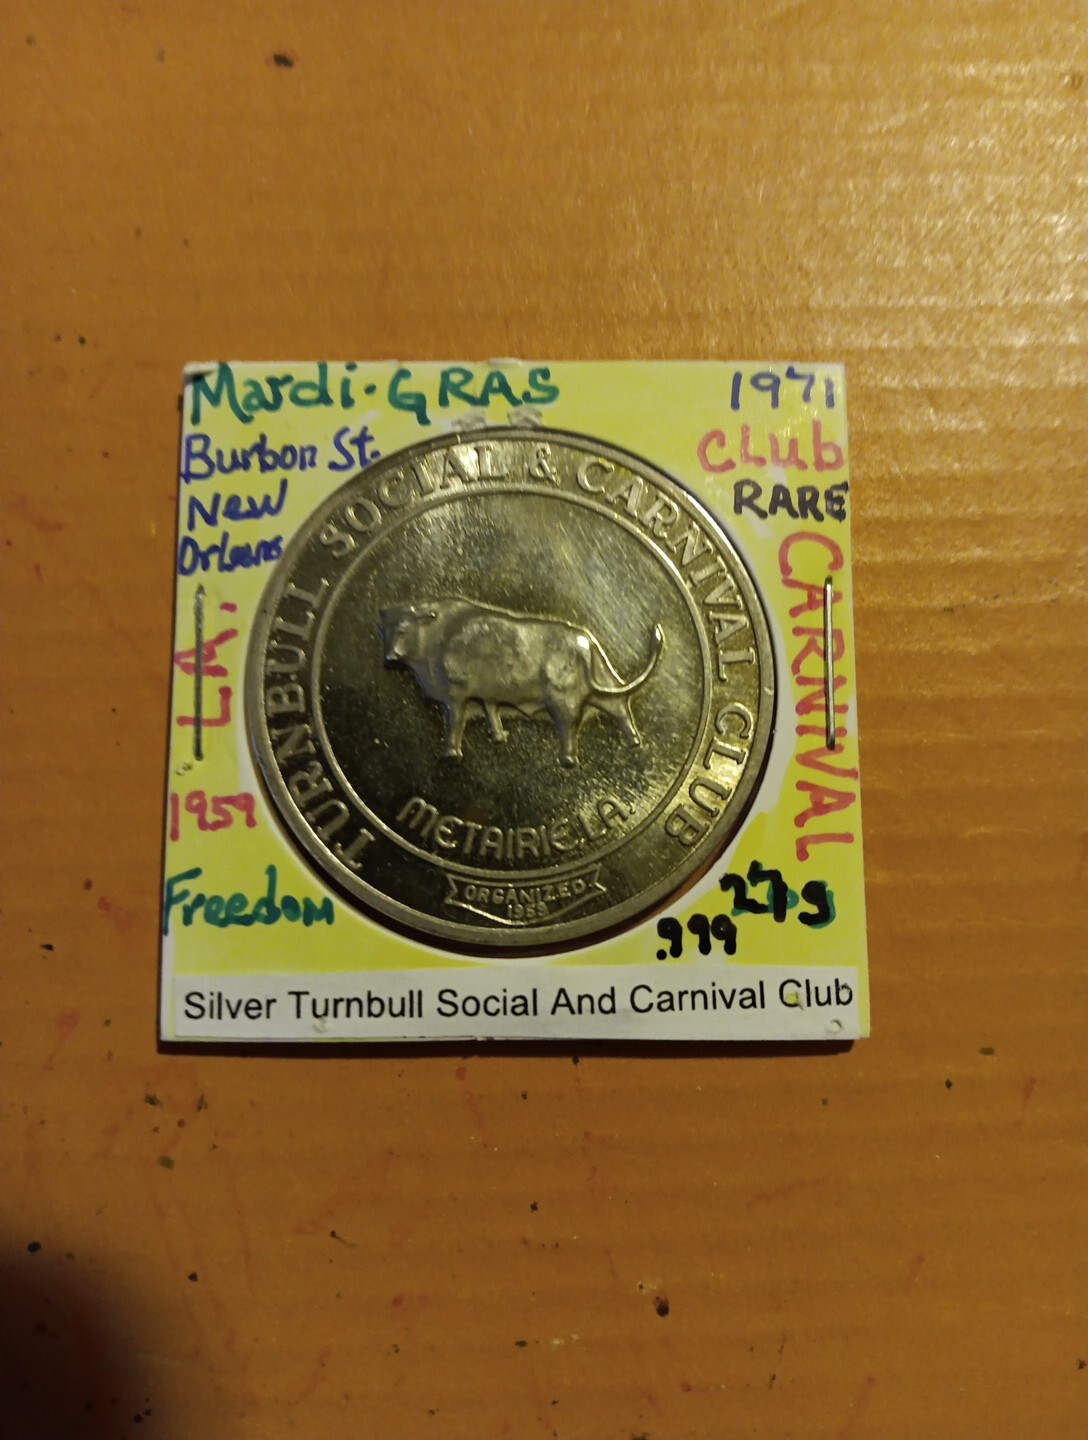 Mardi-GRAS
Burbon St.
New
Orleans
LA.
1959
Freedom
1971
Club
RARE
CARNIVAL
27g
.999
TURNBULL SOCIAL & CARNIVAL CLUB
METAIRIE, LA.
ORGANIZED
1959
Silver Turnbull Social And Carnival Club